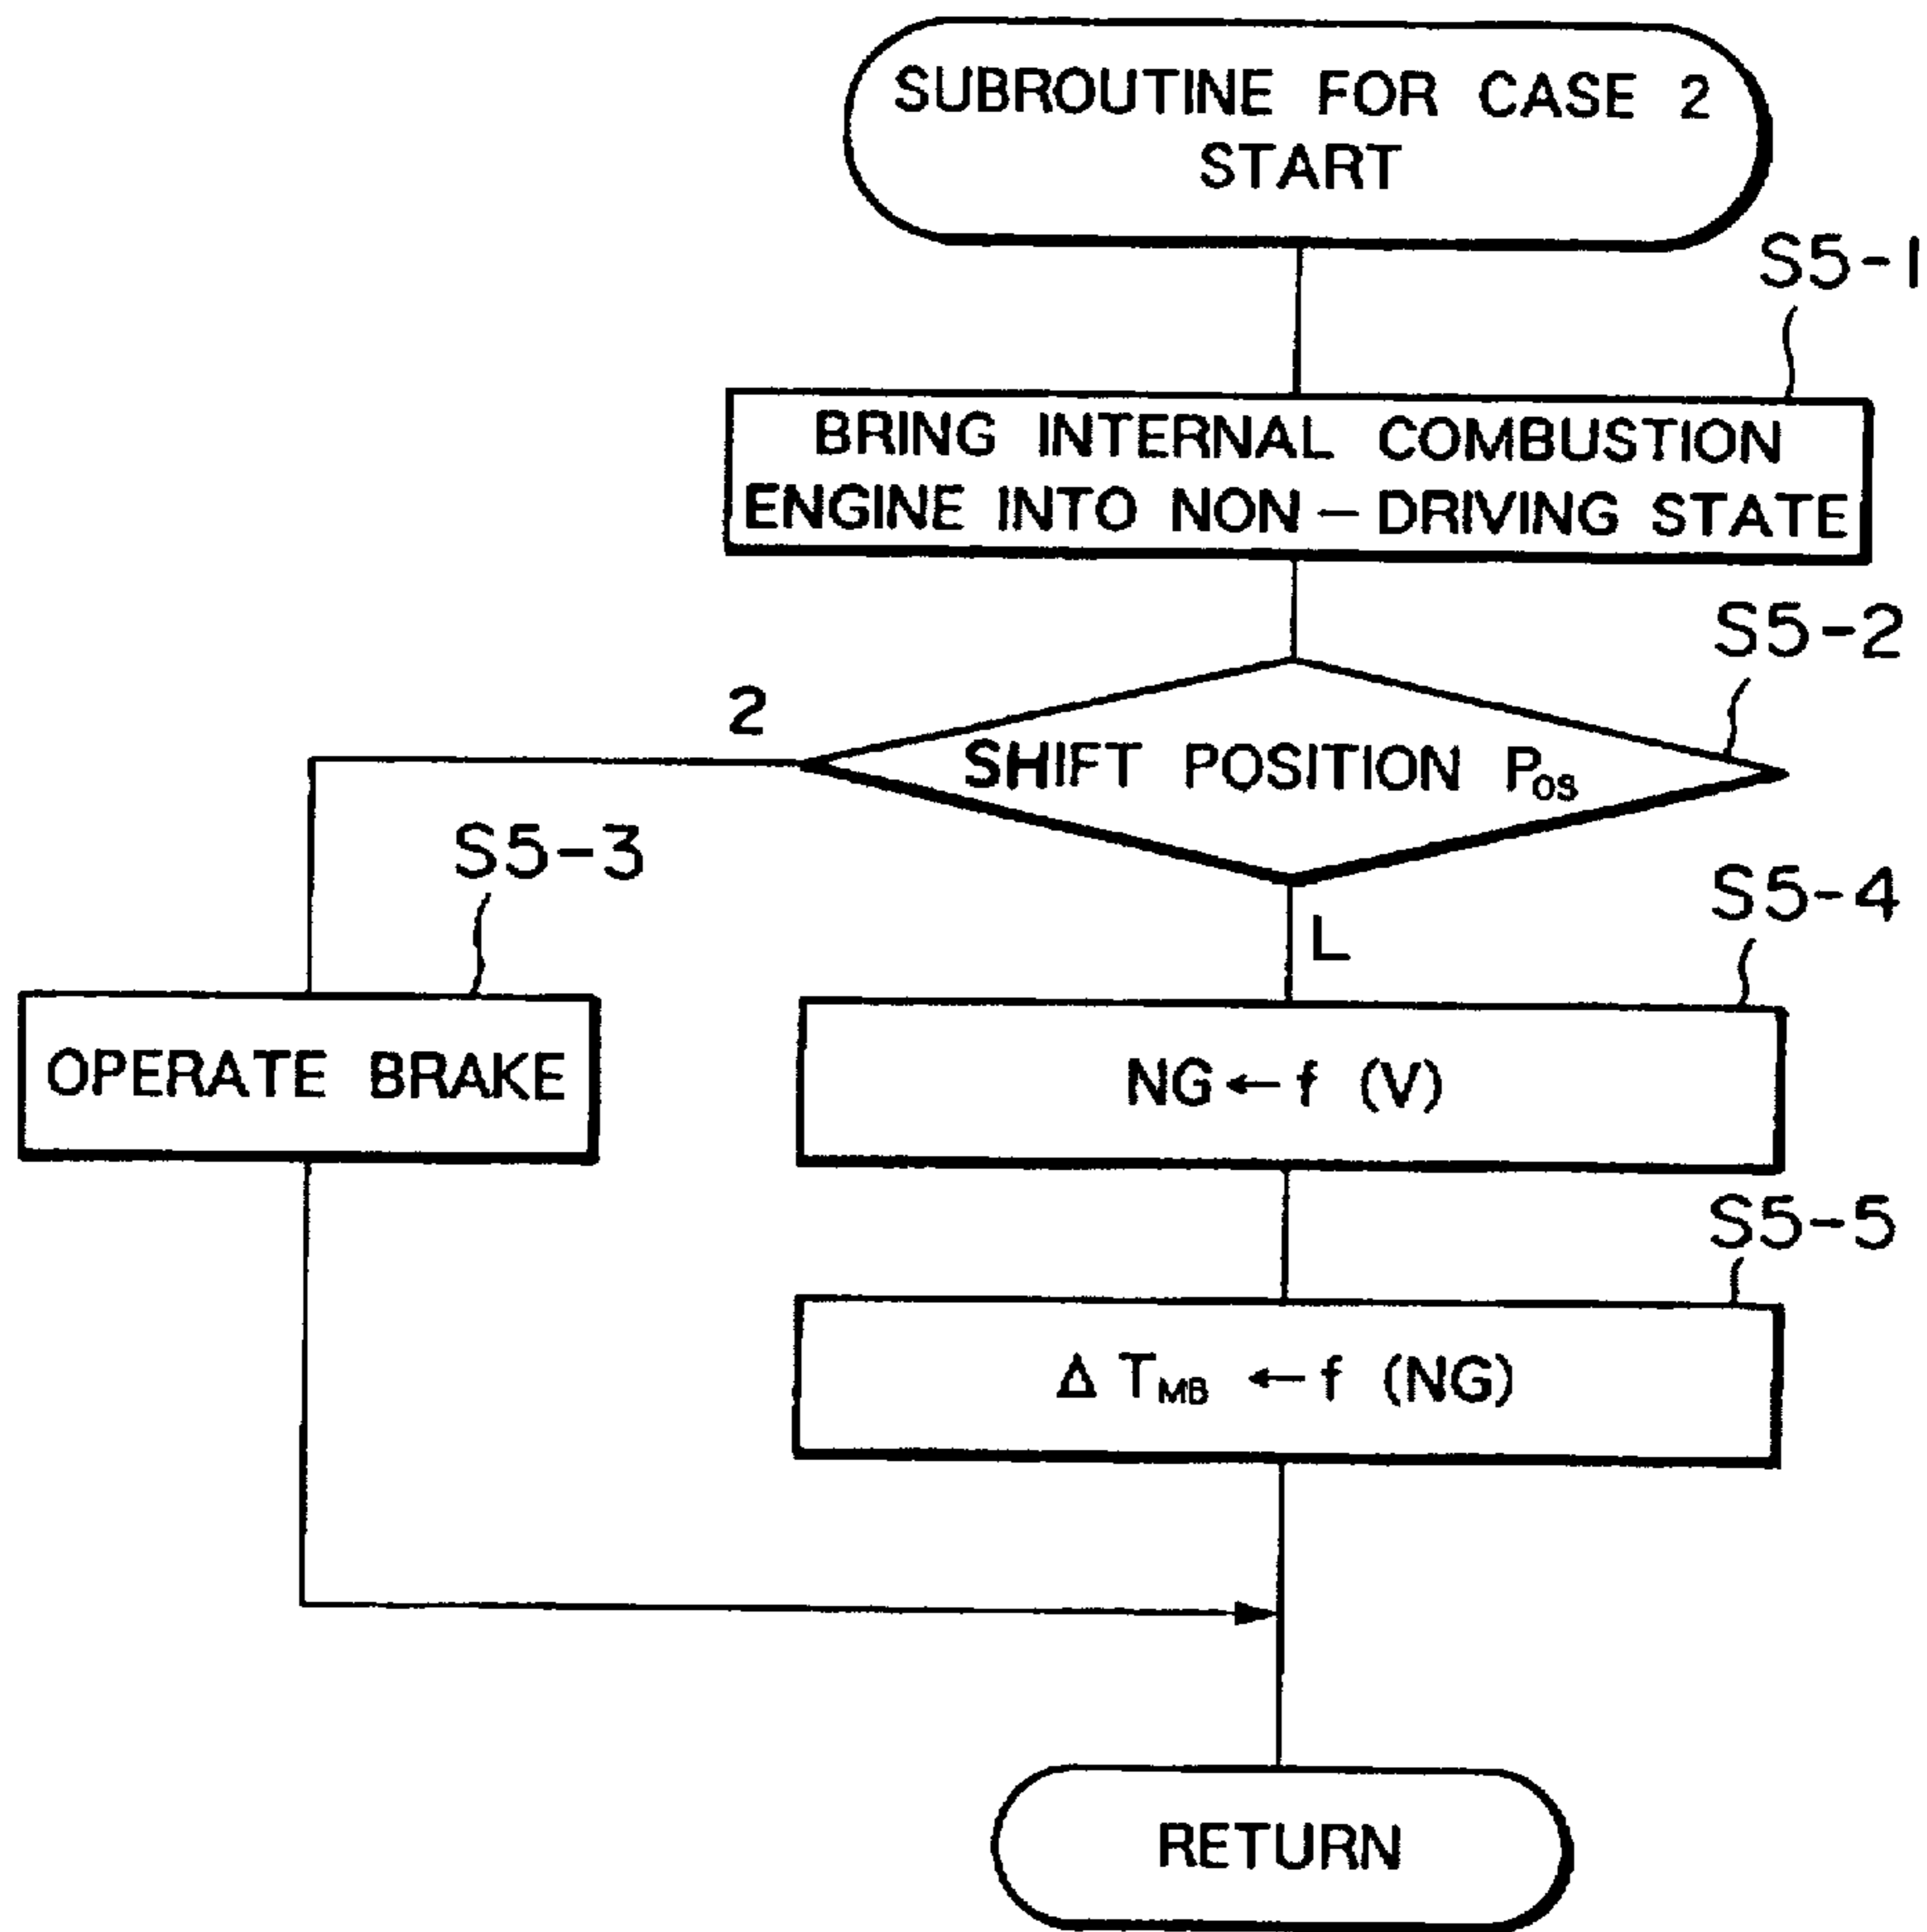 SUBROUTINE FOR CASE 2
START
S5-1
BRING INTERNAL COMBUSTION
ENGINE INTO NON-DRIVING STATE
S5-2
2
SHIFT POSITION POS
S5-3
L
S5-4
OPERATE BRAKE
NG←f (V)
S5-5
Δ TMB ←f (NG)
RETURN